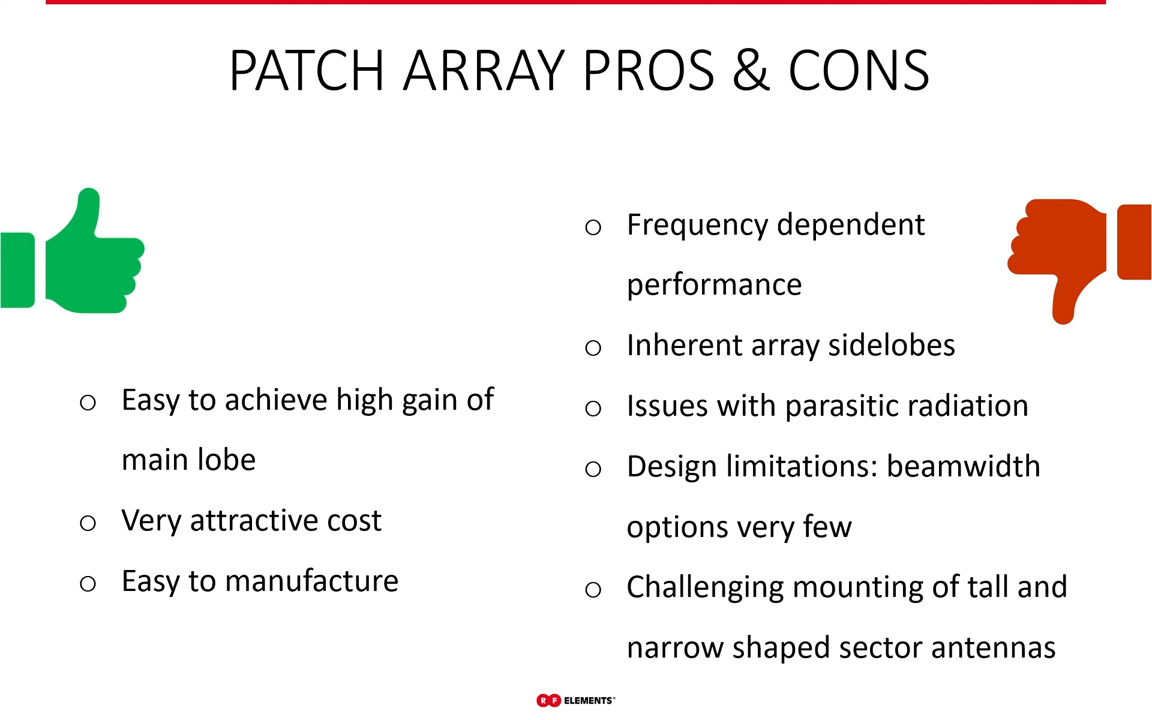 PATCH ARRAY PROS & CONS
o Easy to achieve high gain of
main lobe
o Very attractive cost
o Easy to manufacture
o Frequency dependent
performance
o Inherent array sidelobes
o Issues with parasitic radiation
o Design limitations: beamwidth
options very few
o Challenging mounting of tall and
narrow shaped sector antennas
RF ELEMENTS®